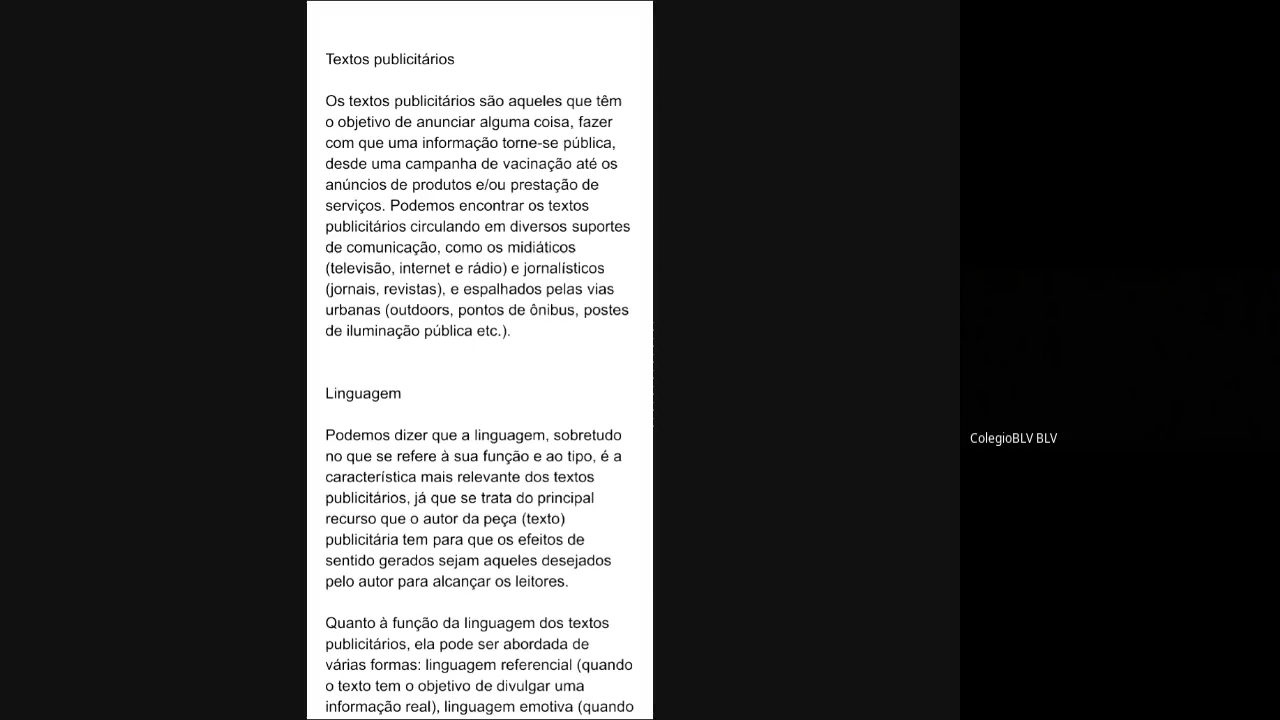 Textos publicitários
Os textos publicitários são aqueles que têm
o objetivo de anunciar alguma coisa, fazer
com que uma informação torne-se pública,
desde uma campanha de vacinação até os
anúncios de produtos e/ou prestação de
serviços. Podemos encontrar os textos
publicitários circulando em diversos suportes
de comunicação, como os midiáticos
(televisão, internet e rádio) e jornalísticos
(jornais, revistas), e espalhados pelas vias
urbanas (outdoors, pontos de ônibus, postes
de iluminação pública etc.).
Linguagem
Podemos dizer que a linguagem, sobretudo
no que se refere à sua função e ao tipo, é a
característica mais relevante dos textos
publicitários, já que se trata do principal
recurso que o autor da peça (texto)
publicitária tem para que os efeitos de
sentido gerados sejam aqueles desejados
pelo autor para alcançar os leitores.
Quanto à função da linguagem dos textos
publicitários, ela pode ser abordada de
várias formas: linguagem referencial (quando
o texto tem o objetivo de divulgar uma
informação real), linguagem emotiva (quando
ColegioBLV BLV